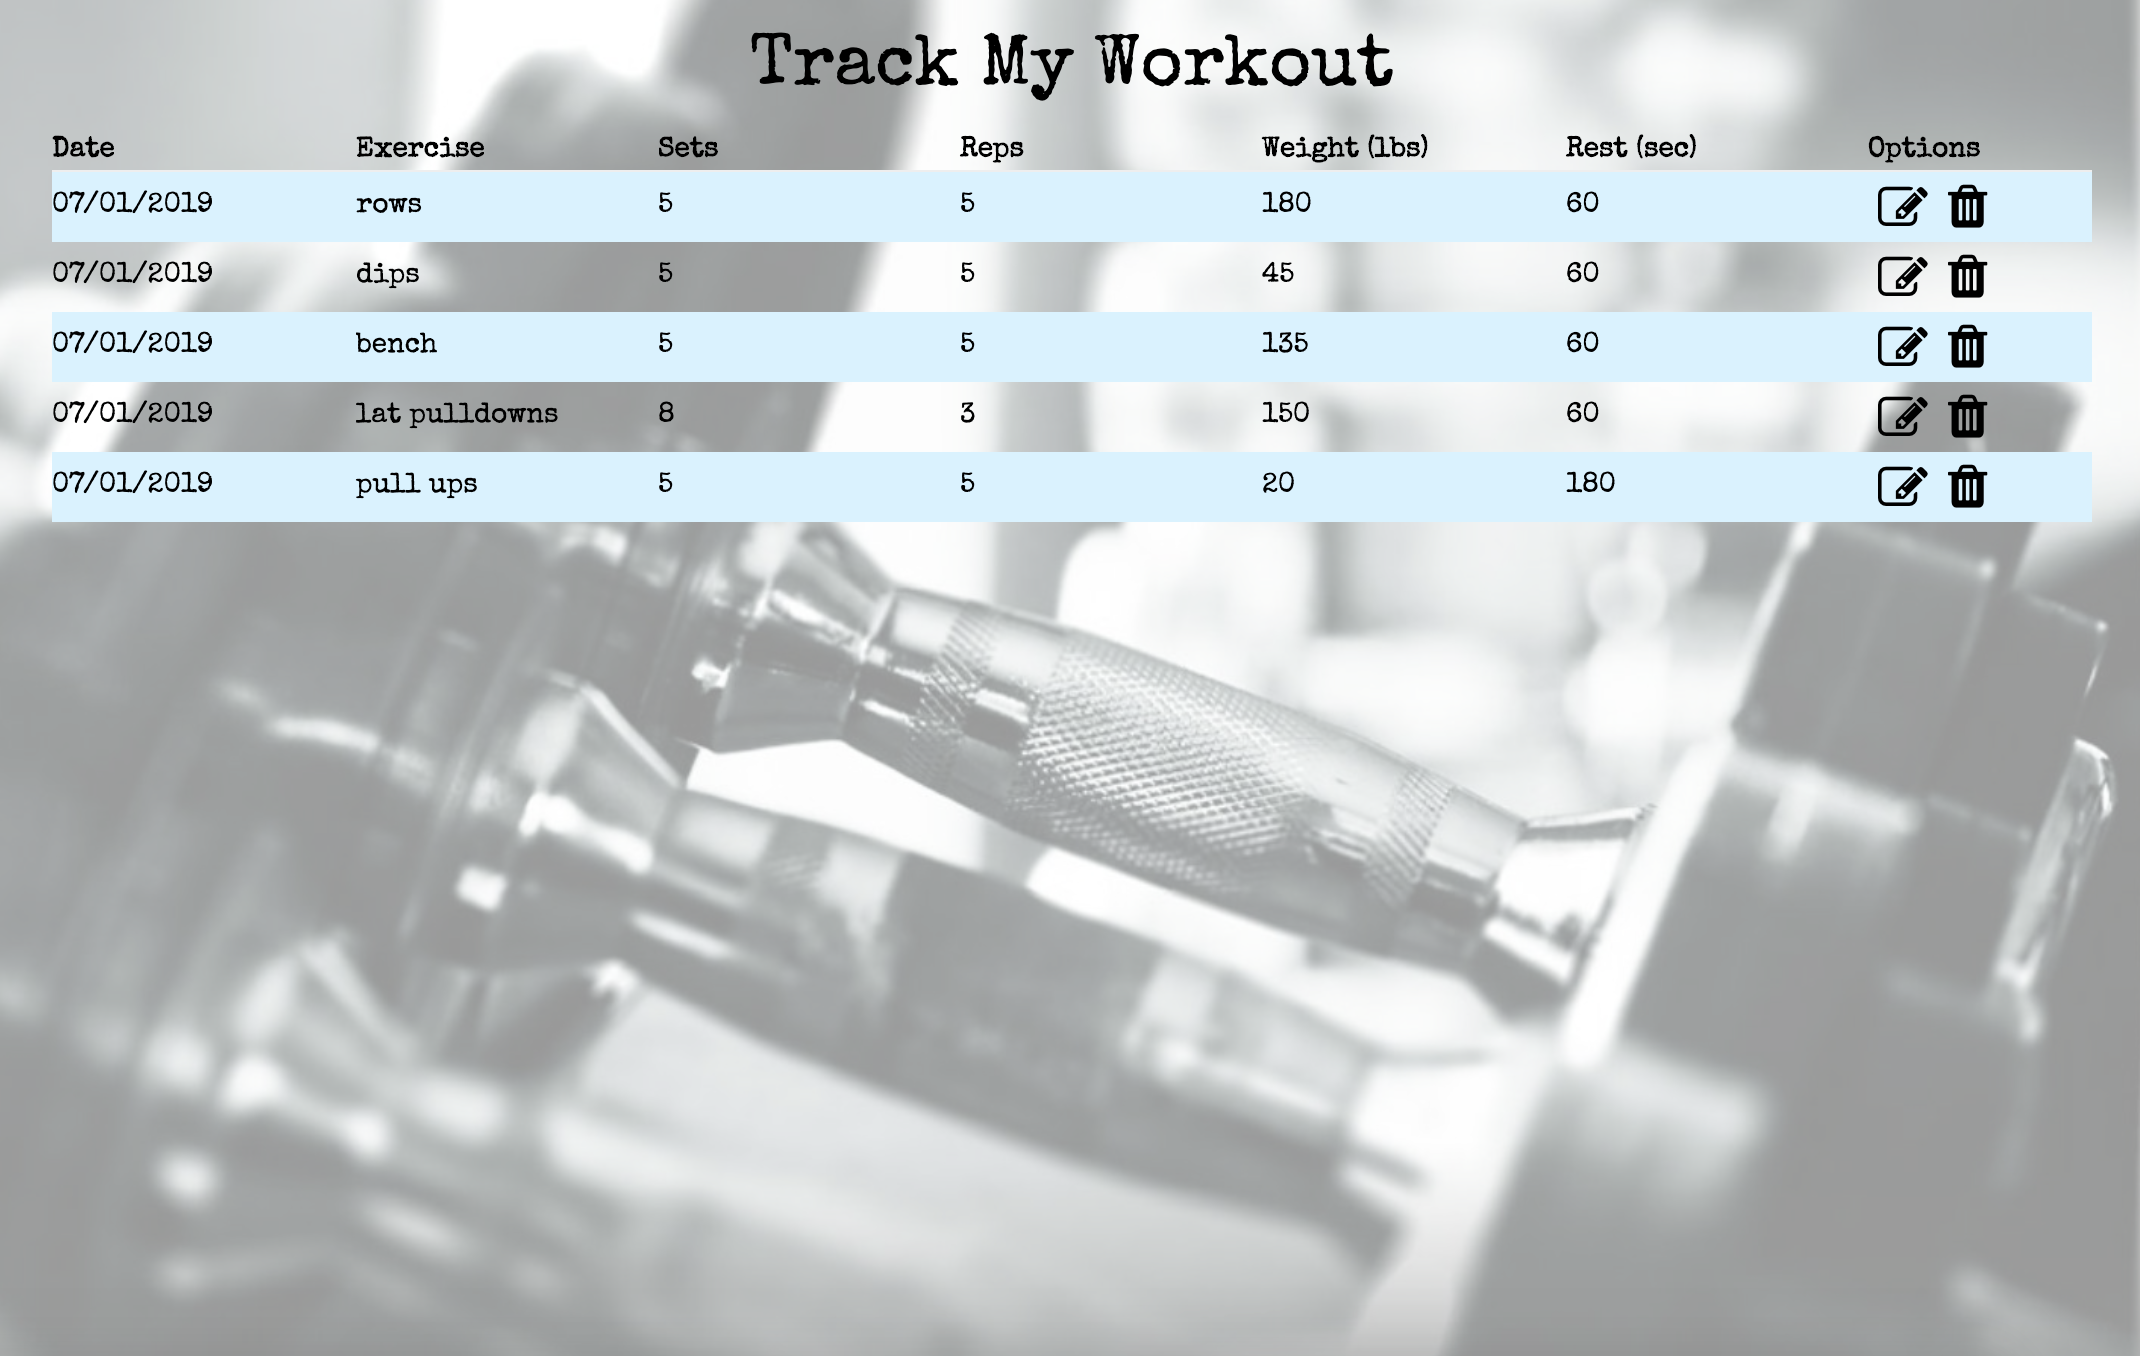 Track My Workout
Date Exercise Sets Reps Weight (lbs) Rest (sec) Options
07/01/2019 rows 5 5 180 60
07/01/2019 dips 5 5 45 60
07/01/2019 bench 5 5 135 60
07/01/2019 lat pulldowns 8 3 150 60
07/01/2019 pull ups 5 5 20 180